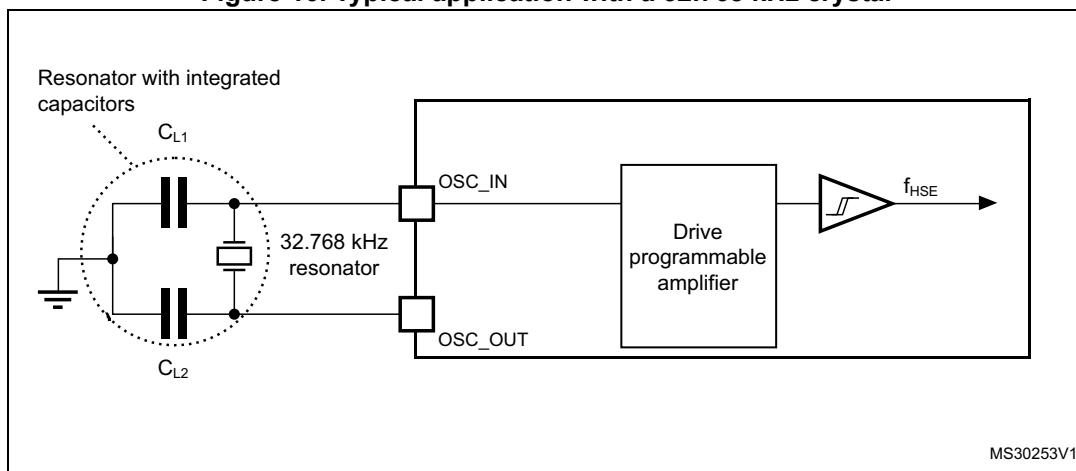 Figure 16. Typical application with a 32.768 kHz crystal
Resonator with integrated
capacitors
CL1
OSC_IN
fHSE
Drive
programmable
amplifier
32.768 kHz
resonator
OSC_OUT
CL2
MS30253V1